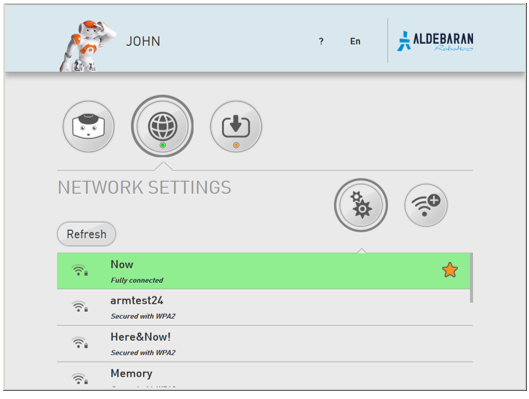 JOHN
?
En
ALDEBARAN
Robotics
NETWORK SETTINGS
Refresh
Now
Fully connected
armtest24
Secured with WPA2
Here&Now!
Secured with WPA2
Memory